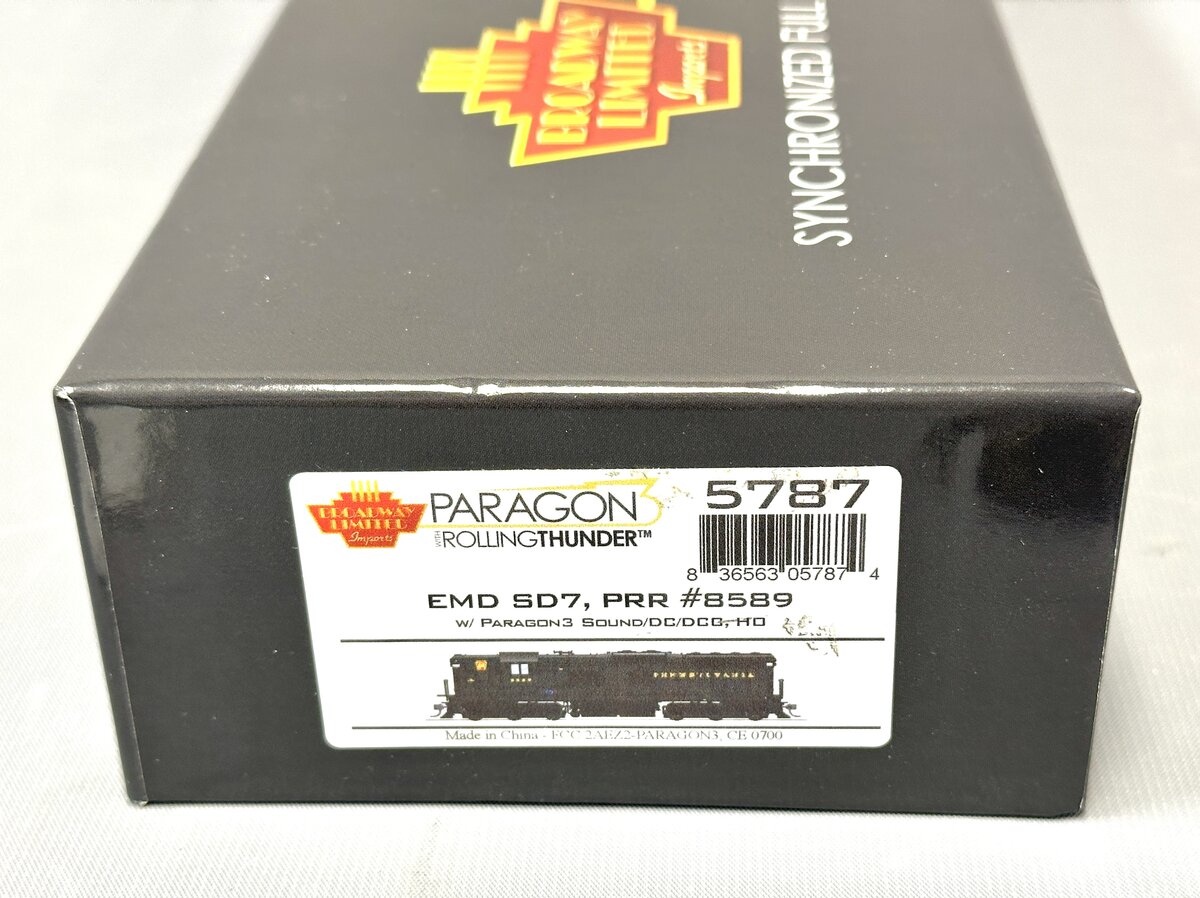 BROADWAY
LIMITED
Imports
SYNCHRONIZED FULL
BROADWAY
LIMITED
Imports
PARAGON3
WITH ROLLINGTHUNDER™
5787
8 36563 05787 4
EMD SD7, PRR #8589
W/ PARAGON3 SOUND/DC/DCC, HO
8589
PENNSYLVANIA
Made in China - FCC 2AEZ2-PARAGON3, CE 0700